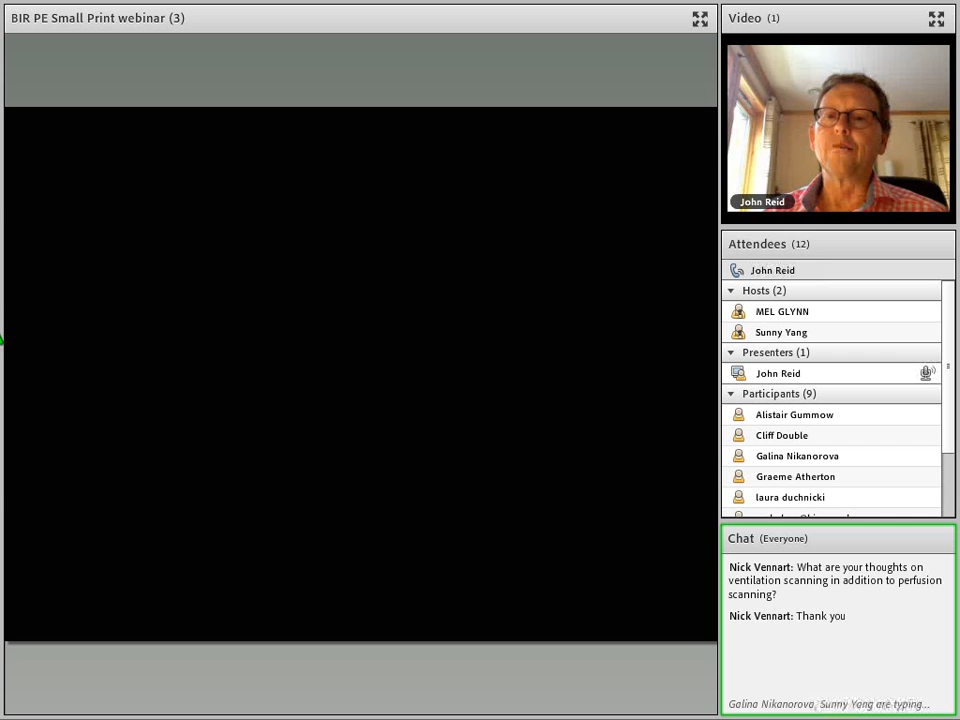 BIR PE Small Print webinar (3)
Video (1)
John Reid
Attendees (12)
John Reid
Hosts (2)
MEL GLYNN
Sunny Yang
Presenters (1)
John Reid
Participants (9)
Alistair Gummow
Cliff Double
Galina Nikanorova
Graeme Atherton
laura duchnicki
Chat (Everyone)
Nick Vennart: What are your thoughts on
ventilation scanning in addition to perfusion
scanning?
Nick Vennart: Thank you
Galina Nikanorova, Sunny Yang are typing...